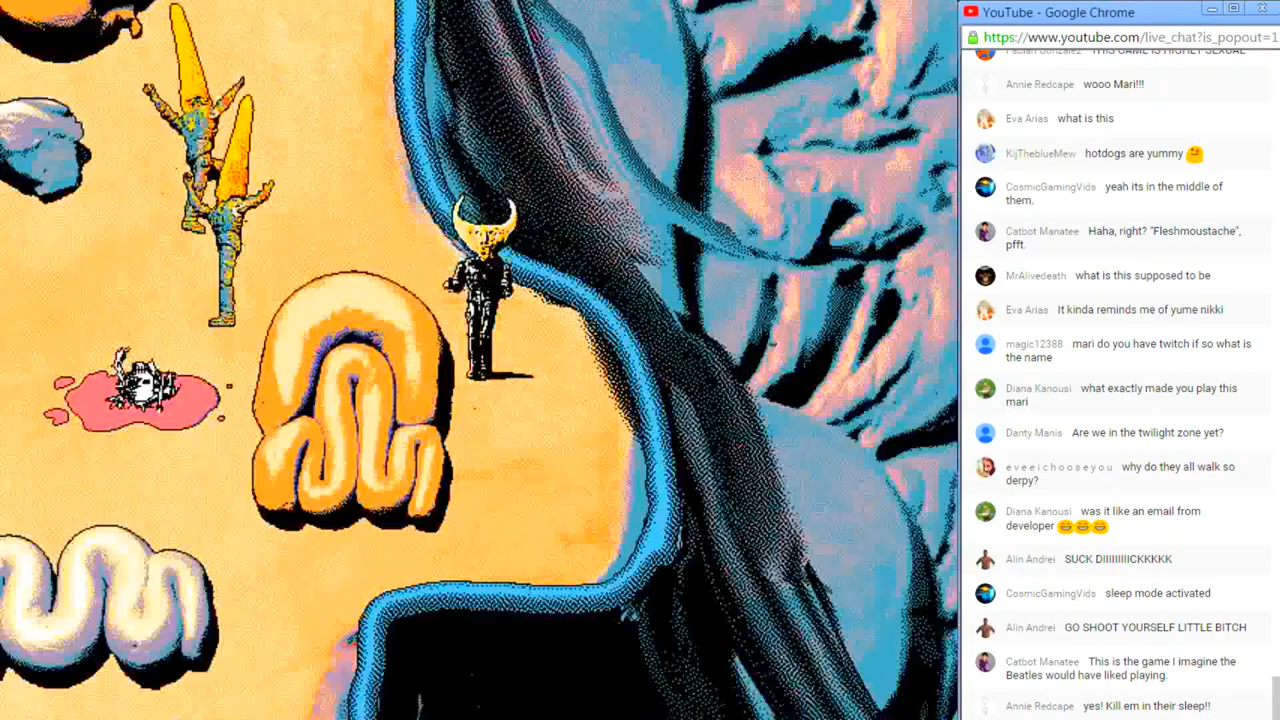 YouTube - Google Chrome
https://www.youtube.com/live_chat?is_popout=1
Fabian Gonzalez THIS GAME IS HIGHLY SEXUAL
Annie Redcape wooo Mari!!!
Eva Arias what is this
KijTheblueMew hotdogs are yummy
CosmicGamingVids yeah its in the middle of
them.
Catbot Manatee Haha, right? "Fleshmoustache",
pfft.
MrAlivedeath what is this supposed to be
Eva Arias It kinda reminds me of yume nikki
magic12388 mari do you have twitch if so what is
the name
Diana Kanousi what exactly made you play this
mari
Danty Manis Are we in the twilight zone yet?
e v e e i c h o o s e y o u why do they all walk so
derpy?
Diana Kanousi was it like an email from
developer
Alin Andrei SUCK DIIIIIIIIICKKKKK
CosmicGamingVids sleep mode activated
Alin Andrei GO SHOOT YOURSELF LITTLE BITCH
Catbot Manatee This is the game I imagine the
Beatles would have liked playing.
Annie Redcape yes! Kill em in their sleep!!